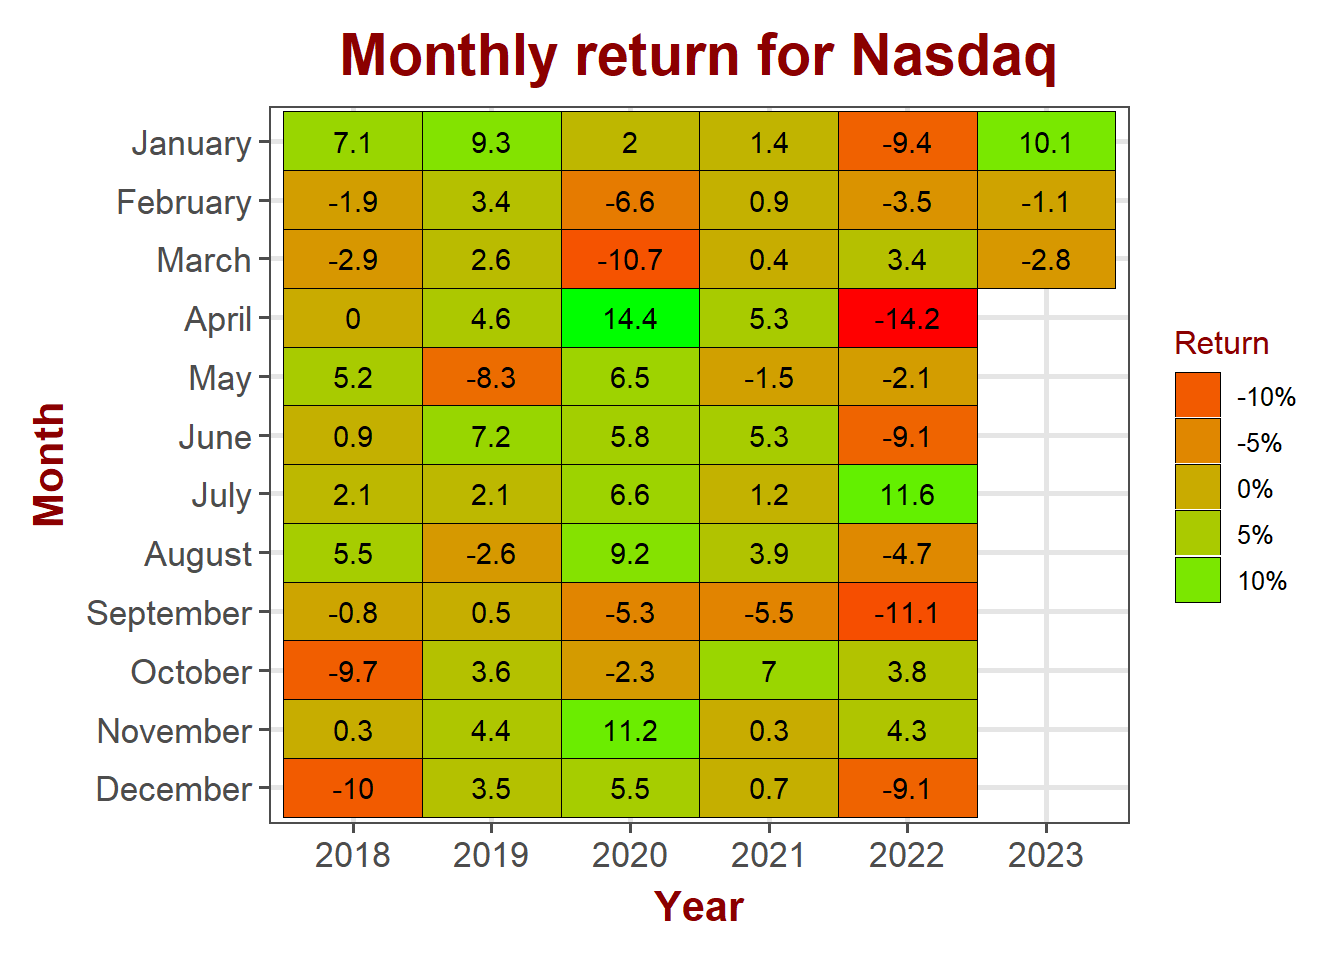 Monthly return for Nasdaq
January 7.1 9.3 2 1.4 -9.4 10.1
February -1.9 3.4 -6.6 0.9 -3.5 -1.1
March -2.9 2.6 -10.7 0.4 3.4 -2.8
April 0 4.6 14.4 5.3 -14.2
May 5.2 -8.3 6.5 -1.5 -2.1
June 0.9 7.2 5.8 5.3 -9.1
July 2.1 2.1 6.6 1.2 11.6
August 5.5 -2.6 9.2 3.9 -4.7
September -0.8 0.5 -5.3 -5.5 -11.1
October -9.7 3.6 -2.3 7 3.8
November 0.3 4.4 11.2 0.3 4.3
December -10 3.5 5.5 0.7 -9.1
2018 2019 2020 2021 2022 2023
Year
Month
Return
-10%
-5%
0%
5%
10%